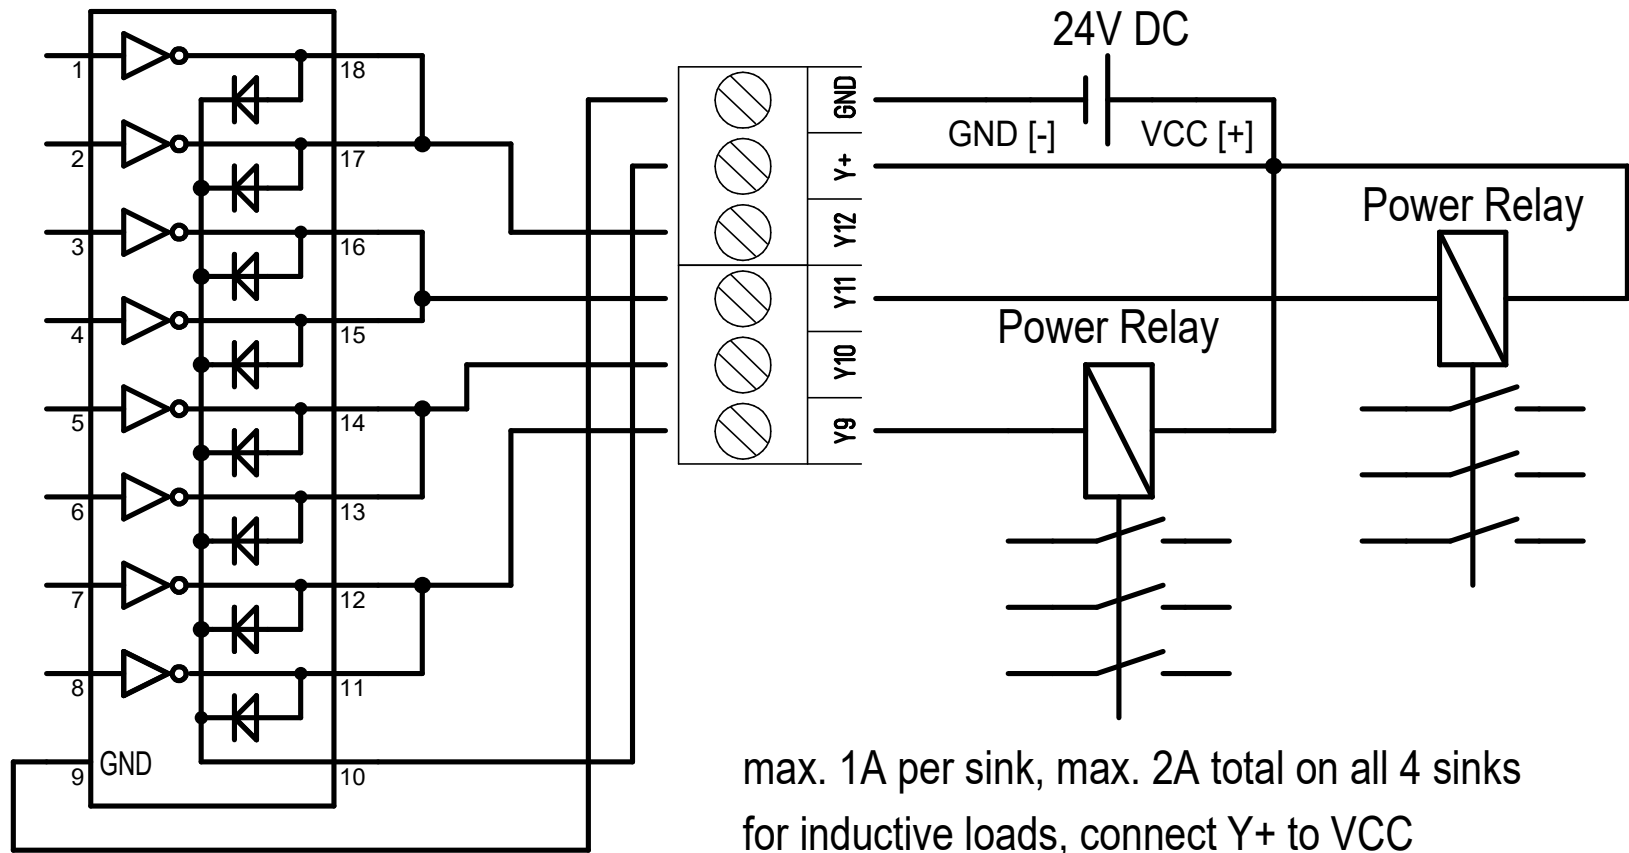 24V DC
GND [-]
VCC [+]
Power Relay
Power Relay
1
2
3
4
5
6
7
8
9
GND
18
17
16
15
14
13
12
11
10
GND
Y+
Y12
Y11
Y10
Y9
max. 1A per sink, max. 2A total on all 4 sinks
for inductive loads, connect Y+ to VCC